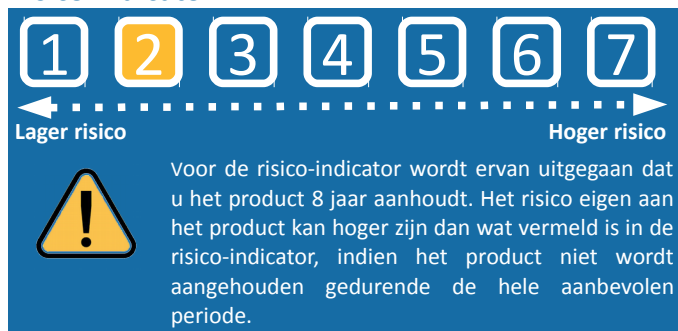 1 2 3 4 5 6 7
Lager risico Hoger risico
Voor de risico-indicator wordt ervan uitgegaan dat
u het product 8 jaar aanhoudt. Het risico eigen aan
het product kan hoger zijn dan wat vermeld is in de
risico-indicator, indien het product niet wordt
aangehouden gedurende de hele aanbevolen
periode.